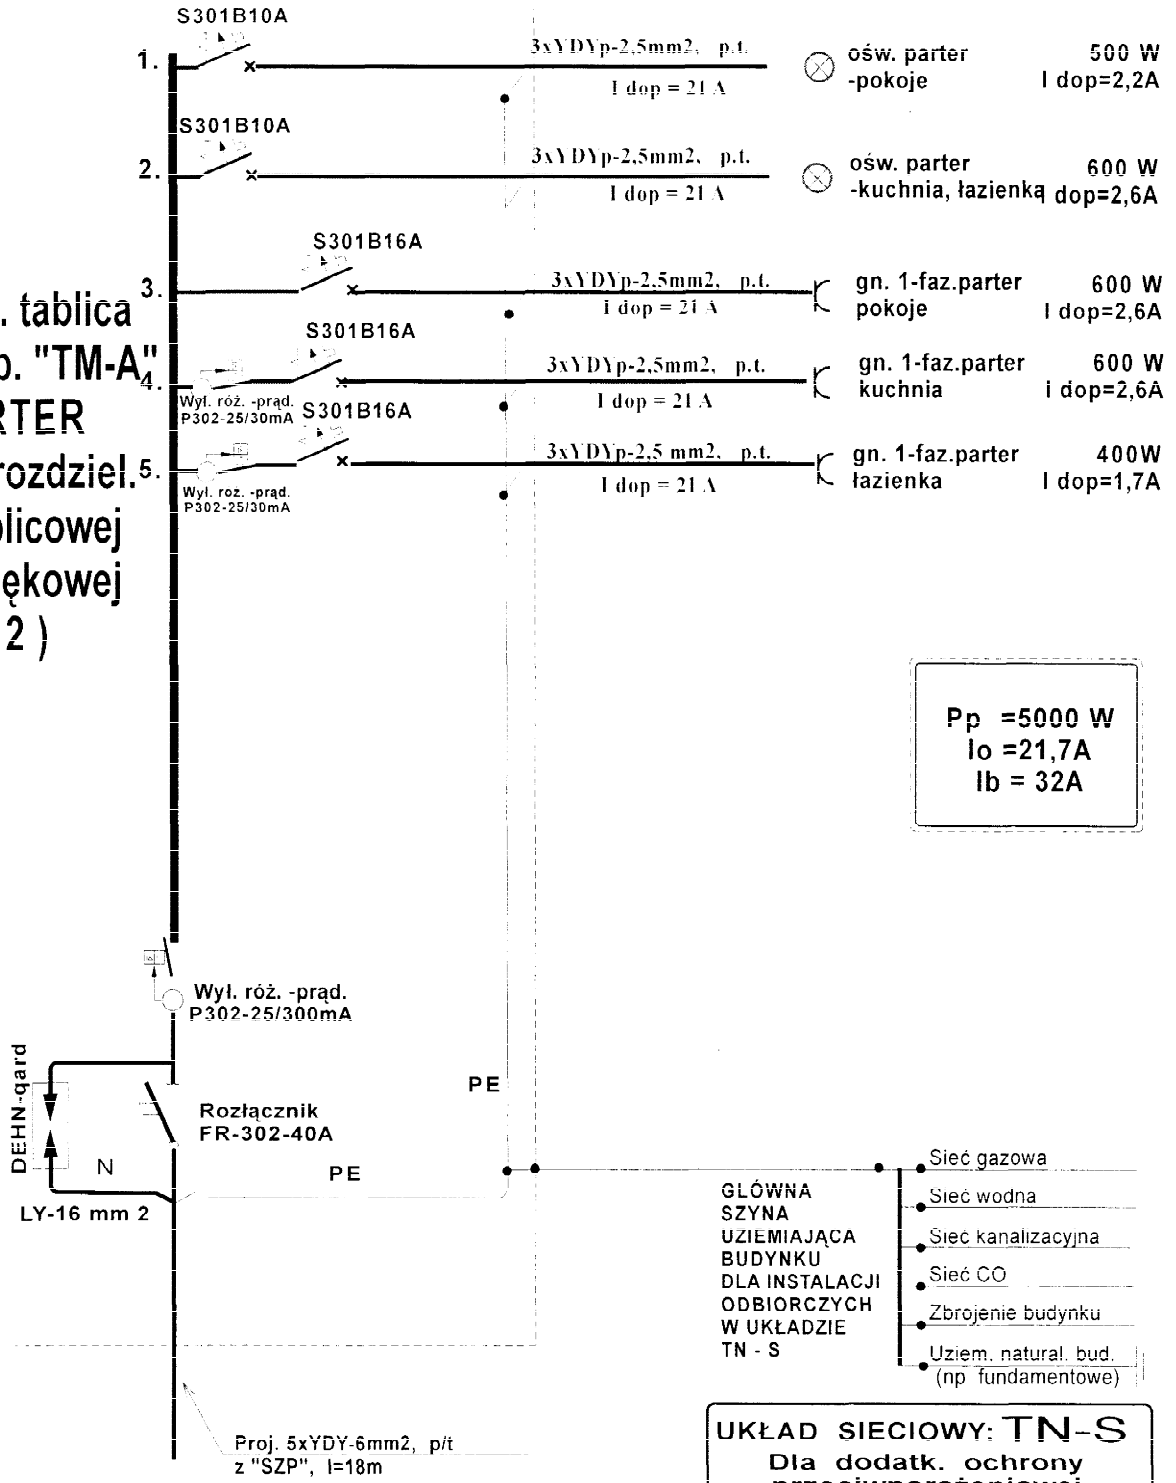 S301B10A
1.
3xYDYp-2,5mm2, p.t.
I dop = 21 A
ośw. parter 500 W
-pokoje I dop=2,2A
S301B10A
2.
3xYDYp-2,5mm2, p.t.
I dop = 21 A
ośw. parter 600 W
-kuchnia, łazienka dop=2,6A
S301B16A
3.
3xYDYp-2,5mm2, p.t.
I dop = 21 A
gn. 1-faz.parter 600 W
pokoje I dop=2,6A
. tablica
o. "TM-A"
RTER
rozdziel.
licowej
ękowej
2 )
S301B16A
4.
Wył. róż. -prąd.
P302-25/30mA
3xYDYp-2,5mm2, p.t.
I dop = 21 A
gn. 1-faz.parter 600 W
kuchnia I dop=2,6A
S301B16A
5.
Wył. róż. -prąd.
P302-25/30mA
3xYDYp-2,5 mm2, p.t.
I dop = 21 A
gn. 1-faz.parter 400W
łazienka I dop=1,7A
Pp =5000 W
Io =21,7A
Ib = 32A
Wył. róż. -prąd.
P302-25/300mA
DEHN-qard
Rozłącznik
FR-302-40A
N
LY-16 mm 2
PE
PE
GLÓWNA
SZYNA
UZIEMIAJĄCA
BUDYNKU
DLA INSTALACJI
ODBIORCZYCH
W UKŁADZIE
TN - S
Sieć gazowa
Sieć wodna
Sieć kanalizacyjna
Sieć CO
Zbrojenie budynku
Uziem. natural. bud.
(np fundamentowe)
Proj. 5xYDY-6mm2, p/t
z "SZP", l=18m
UKŁAD SIECIOWY: TN-S
Dla dodatk. ochrony